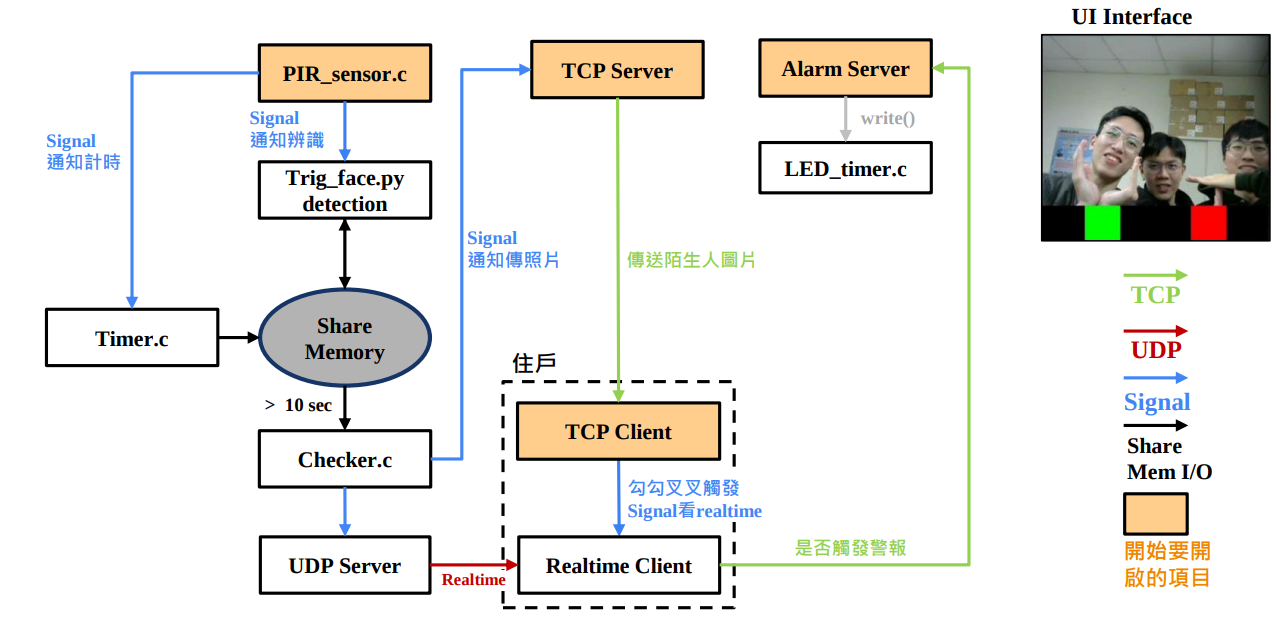 UI Interface
PIR_sensor.c
TCP Server
Alarm Server
Signal
通知辨識
write()
Signal
通知計時
Trig_face.py
detection
LED_timer.c
Signal
通知傳照片
傳送陌生人圖片
TCP
Timer.c
Share
Memory
UDP
住戶
> 10 sec
Signal
TCP Client
Checker.c
Share
Mem I/O
勾勾叉叉觸發
Signal看realtime
是否觸發警報
開始要開
啟的項目
UDP Server
Realtime
Realtime Client